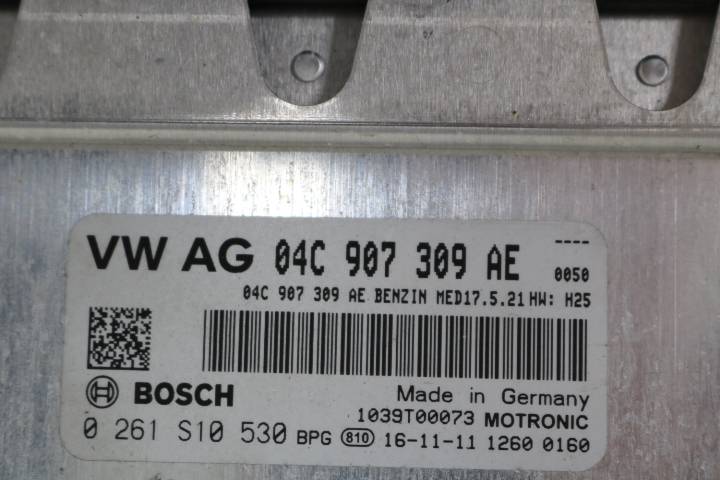 VW AG 04C 907 309 AE ----
0050
04C 907 309 AE BENZIN MED17.5.21 HW: H25
BOSCH Made in Germany
1039T00073 MOTRONIC
0 261 S10 530 BPG 810 16-11-11 1260 0160